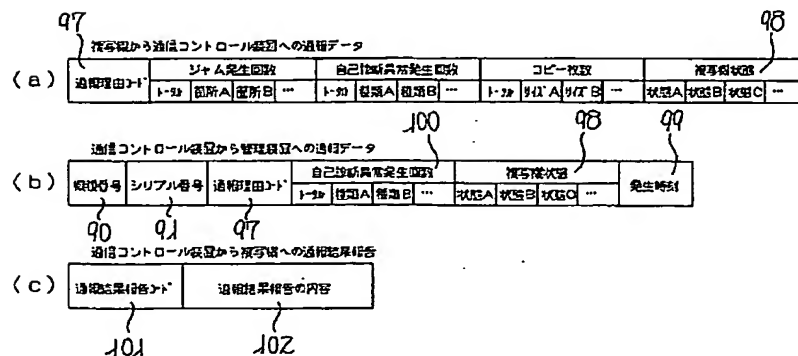 97
98
複写機から通信コントロール装置への通報データ
(a) 通報理由コード ジャム発生回数 自己診断異常発生回数 コピー枚数 複写機状態
トータル 箇所A 箇所B … トータル 種類A 種類B … トータル サイズA サイズB … 状態A 状態B 状態C …
100 98 99
通信コントロール装置から管理装置への通報データ
(b) 機種番号 シリアル番号 通報理由コード 自己診断異常発生回数 複写機状態 発生時刻
トータル 種類A 種類B … 状態A 状態B 状態C …
90 91 97
通信コントロール装置から複写機への通報結果報告
(c) 通報結果報告コード 通報結果報告の内容
101 102